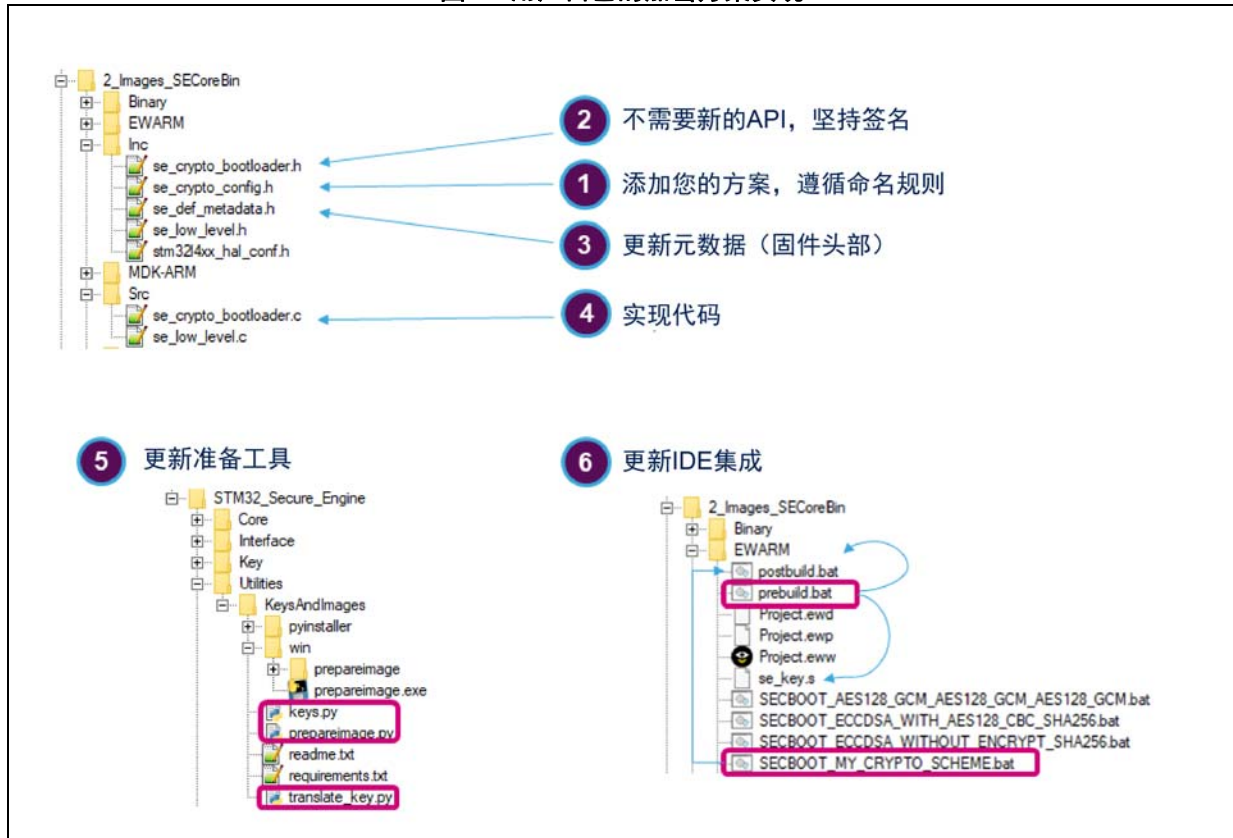 2_Images_SECoreBin
Binary
EWARM
Inc
se_crypto_bootloader.h
se_crypto_config.h
se_def_metadata.h
se_low_level.h
stm32l4xx_hal_conf.h
MDK-ARM
Src
se_crypto_bootloader.c
se_low_level.c
2 不需要新的API，坚持签名
1 添加您的方案，遵循命名规则
3 更新元数据（固件头部）
4 实现代码
5 更新准备工具
STM32_Secure_Engine
Core
Interface
Key
Utilities
KeysAndImages
pyinstaller
win
prepareimage
prepareimage.exe
keys.py
prepareimage.py
readme.txt
requirements.txt
translate_key.py
6 更新IDE集成
2_Images_SECoreBin
Binary
EWARM
postbuild.bat
prebuild.bat
Project.ewd
Project.ewp
Project.eww
se_key.s
SECBOOT_AES128_GCM_AES128_GCM_AES128_GCM.bat
SECBOOT_ECCDSA_WITH_AES128_CBC_SHA256.bat
SECBOOT_ECCDSA_WITHOUT_ENCRYPT_SHA256.bat
SECBOOT_MY_CRYPTO_SCHEME.bat